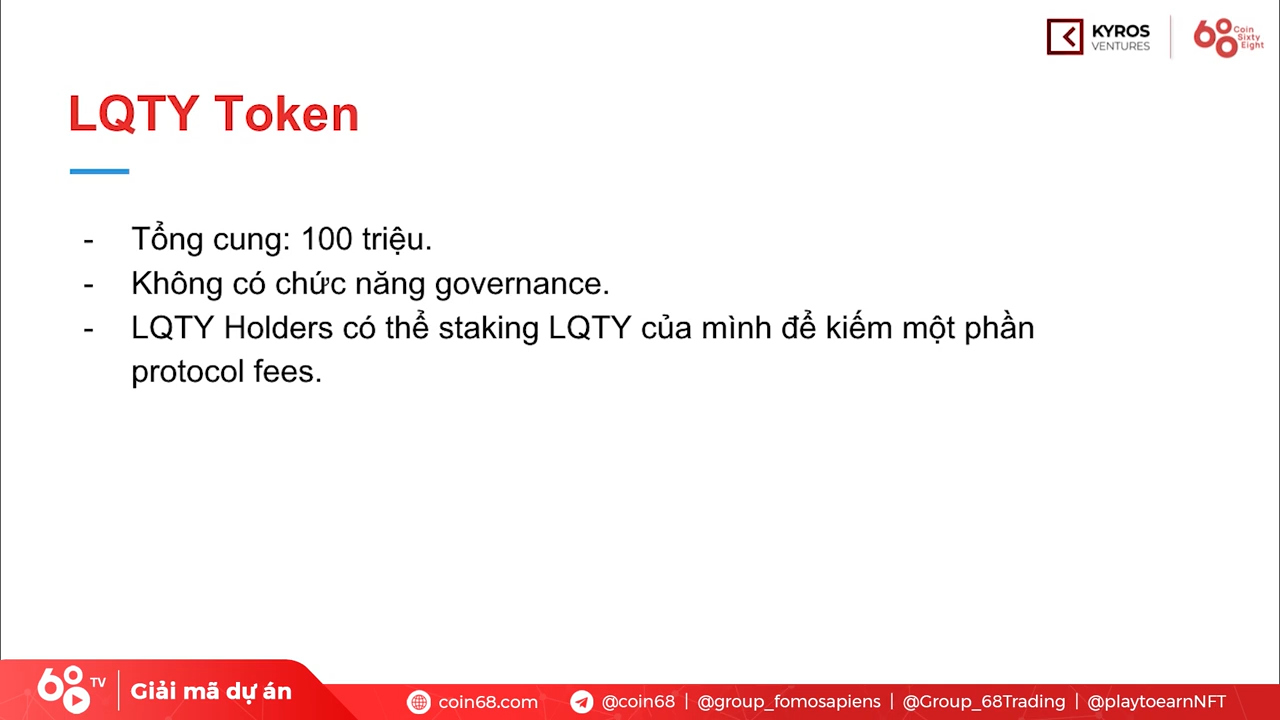 KYROS
VENTURES
68 Coin
Sixty
Eight
LQTY Token
- Tổng cung: 100 triệu.
- Không có chức năng governance.
- LQTY Holders có thể staking LQTY của mình để kiếm một phần
protocol fees.
68 TV | Giải mã dự án
coin68.com
@coin68 | @group_fomosapiens | @Group_68Trading | @playtoearnNFT